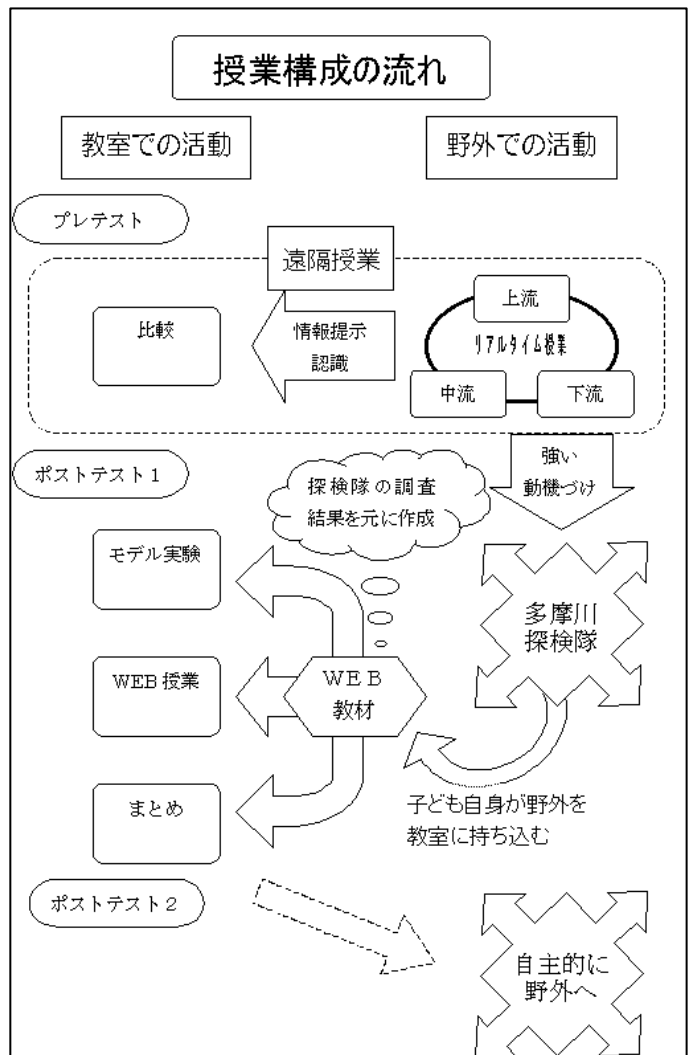 授業構成の流れ
教室での活動
野外での活動
プレテスト
遠隔授業
比較
情報提示
認識
上流
リアルタイム授業
中流
下流
ポストテスト1
探検隊の調査
結果を元に作成
強い
動機づけ
モデル実験
多摩川
探検隊
WEB 授業
WEB
教材
まとめ
子ども自身が野外を
教室に持ち込む
ポストテスト2
自主的に
野外へ